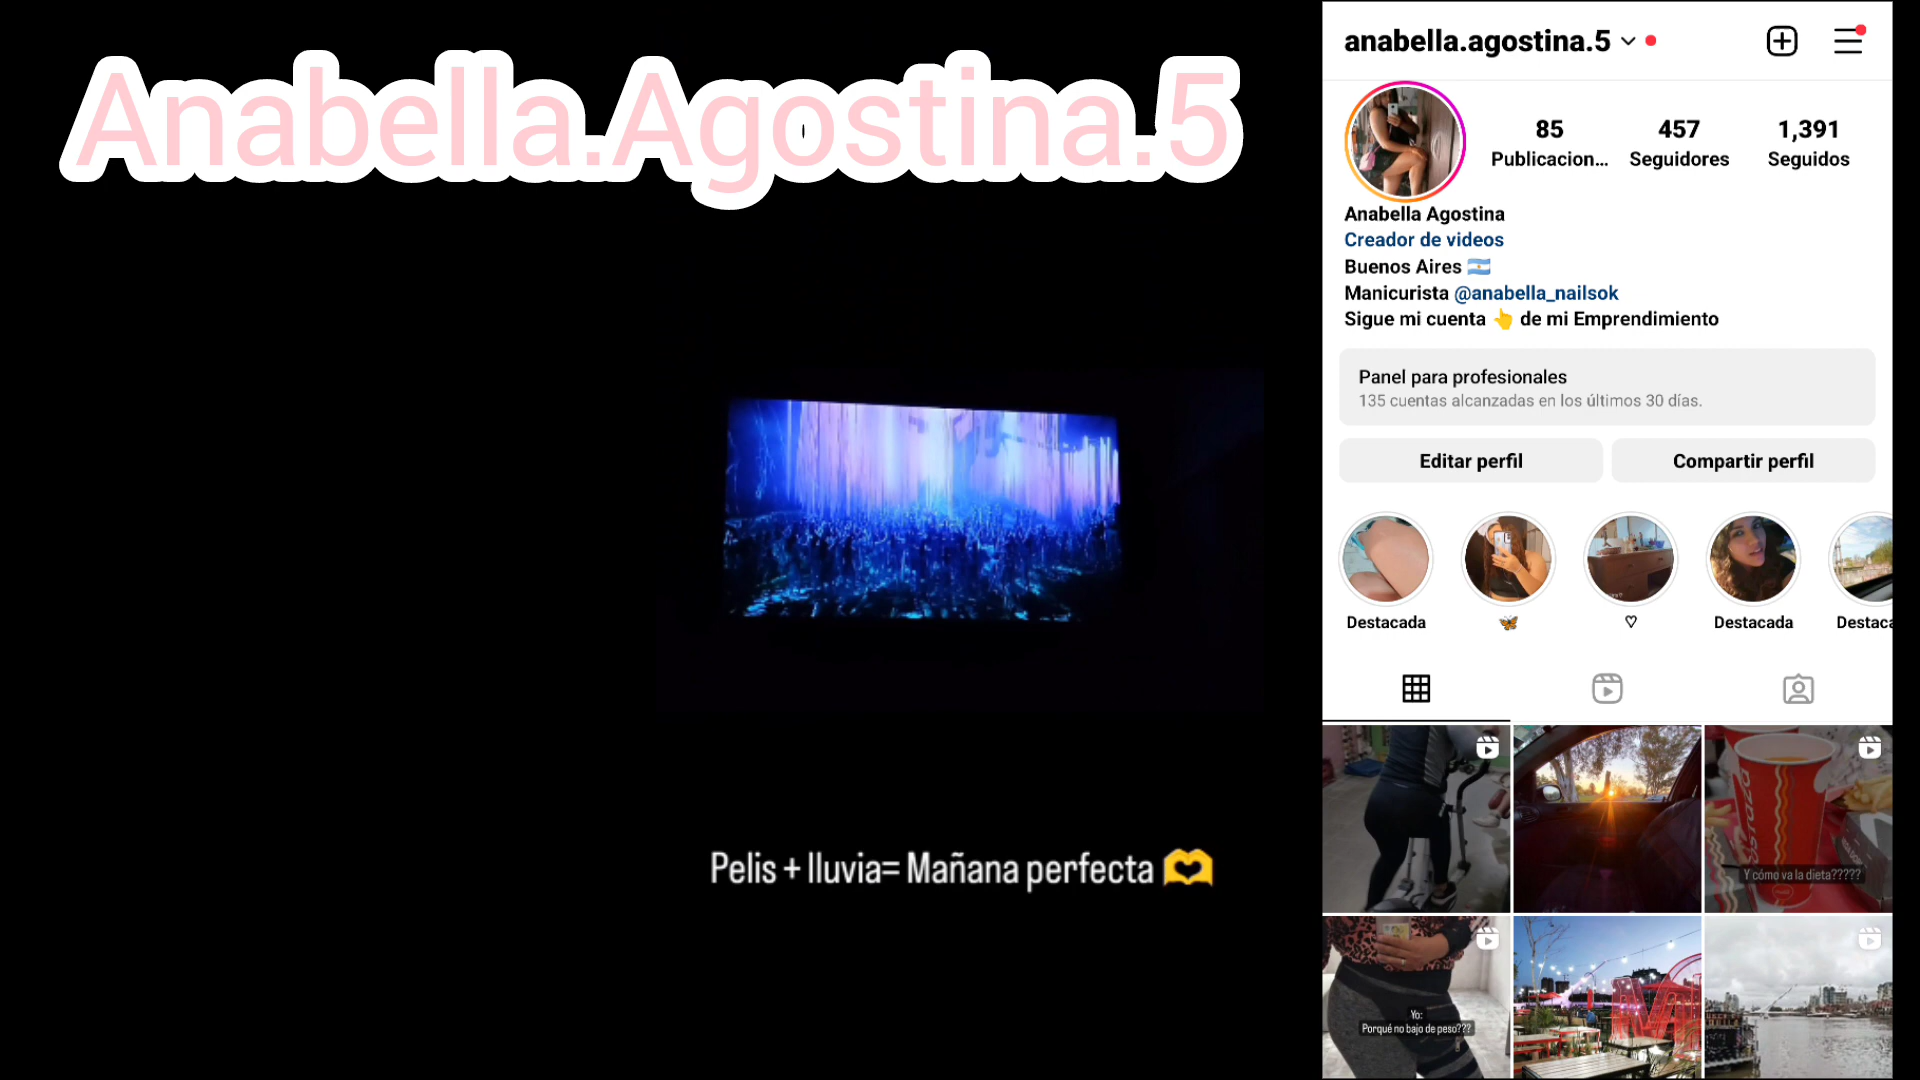 Anabella.Agostina.5
Pelis + lluvia= Mañana perfecta 🫶
anabella.agostina.5
85
Publicacion...
457
Seguidores
1,391
Seguidos
Anabella Agostina
Creador de videos
Buenos Aires 🇦🇷
Manicurista @anabella_nailsok
Sigue mi cuenta 👆 de mi Emprendimiento
Panel para profesionales
135 cuentas alcanzadas en los últimos 30 días.
Editar perfil
Compartir perfil
Destacada
🦋
♡
Destacada
Destaca
Y cómo va la dieta?????
Yo:
Porqué no bajo de peso???